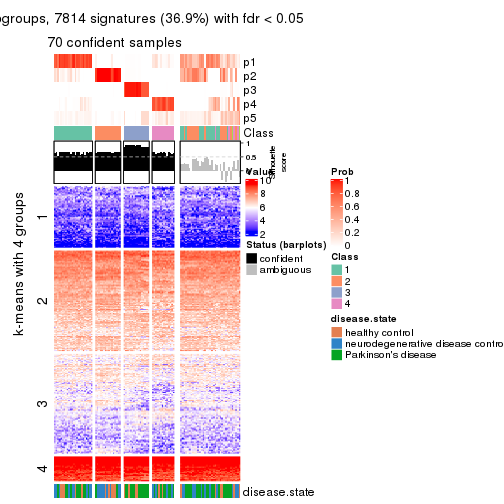 ogroups, 7814 signatures (36.9%) with fdr < 0.05
70 confident samples
p1
p2
p3
p4
p5
Class
1
0.5
0
Silhouette
score
k-means with 4 groups
1
2
3
4
disease.state
Value
10
8
6
4
2
Status (barplots)
confident
ambiguous
Prob
1
0.8
0.6
0.4
0.2
0
Class
1
2
3
4
disease.state
healthy control
neurodegenerative disease contro
Parkinson's disease